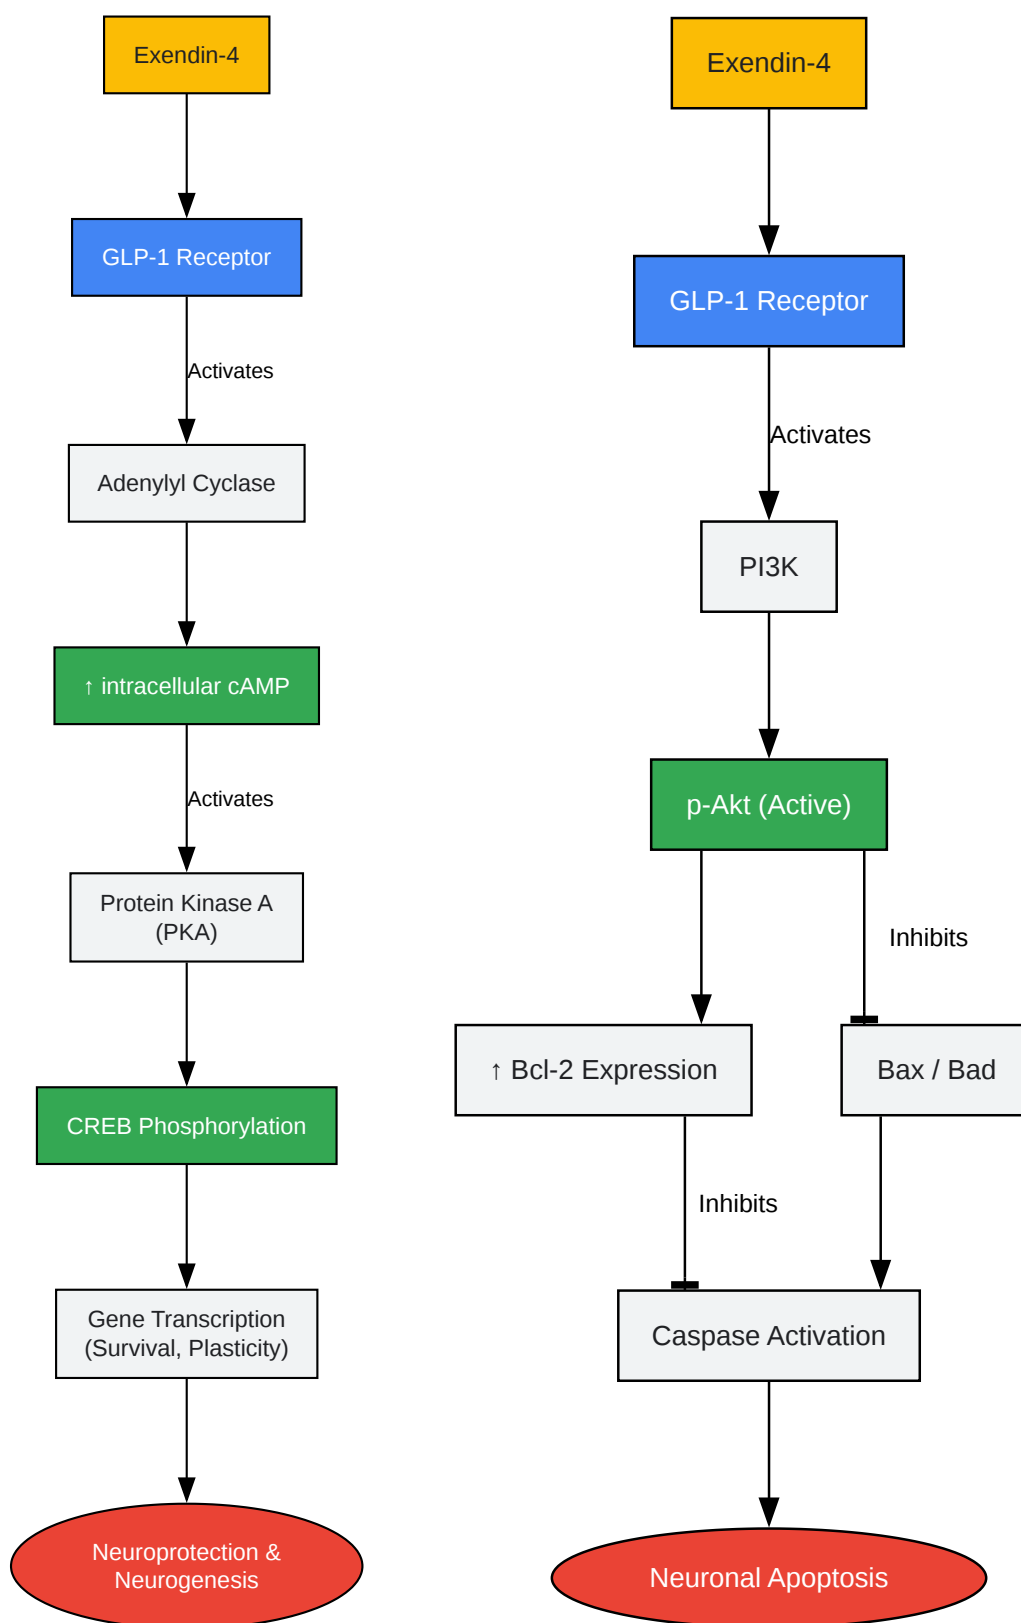 Exendin-4
GLP-1 Receptor
Activates
Adenylyl Cyclase
↑ intracellular cAMP
Activates
Protein Kinase A
(PKA)
CREB Phosphorylation
Gene Transcription
(Survival, Plasticity)
Neuroprotection &
Neurogenesis
Exendin-4
GLP-1 Receptor
Activates
PI3K
p-Akt (Active)
Inhibits
↑ Bcl-2 Expression
Bax / Bad
Inhibits
Caspase Activation
Neuronal Apoptosis